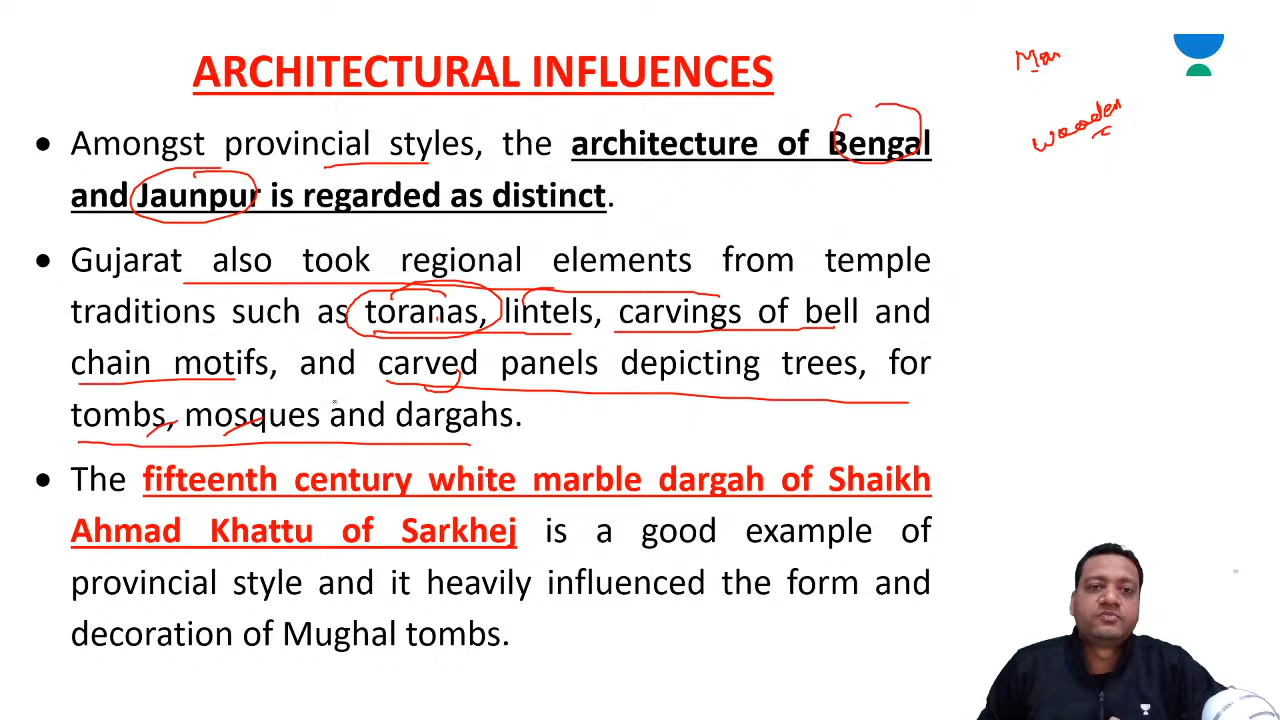 ARCHITECTURAL INFLUENCES
• Amongst provincial styles, the architecture of Bengal
and Jaunpur is regarded as distinct.
• Gujarat also took regional elements from temple
traditions such as toranas, lintels, carvings of bell and
chain motifs, and carved panels depicting trees, for
tombs, mosques and dargahs.
• The fifteenth century white marble dargah of Shaikh
Ahmad Khattu of Sarkhej is a good example of
provincial style and it heavily influenced the form and
decoration of Mughal tombs.
wooden